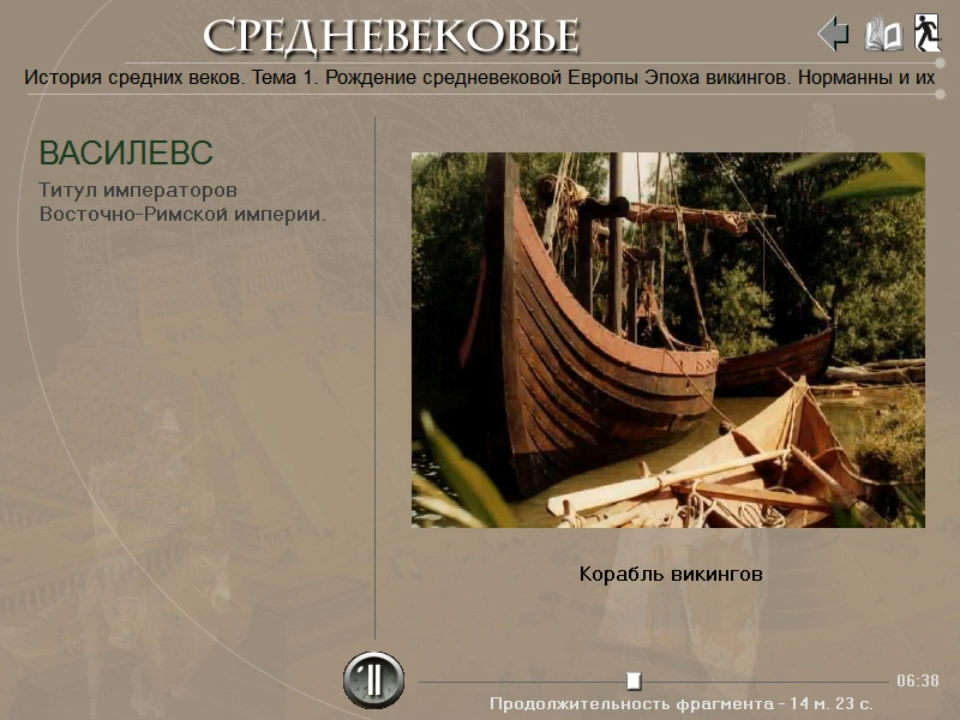 СРЕДНЕВЕКОВЬЕ
История средних веков. Тема 1. Рождение средневековой Европы Эпоха викингов. Норманны и их
ВАСИЛЕВС
Титул императоров
Восточно-Римской империи.
Корабль викингов
06:38
Продолжительность фрагмента - 14 м. 23 с.